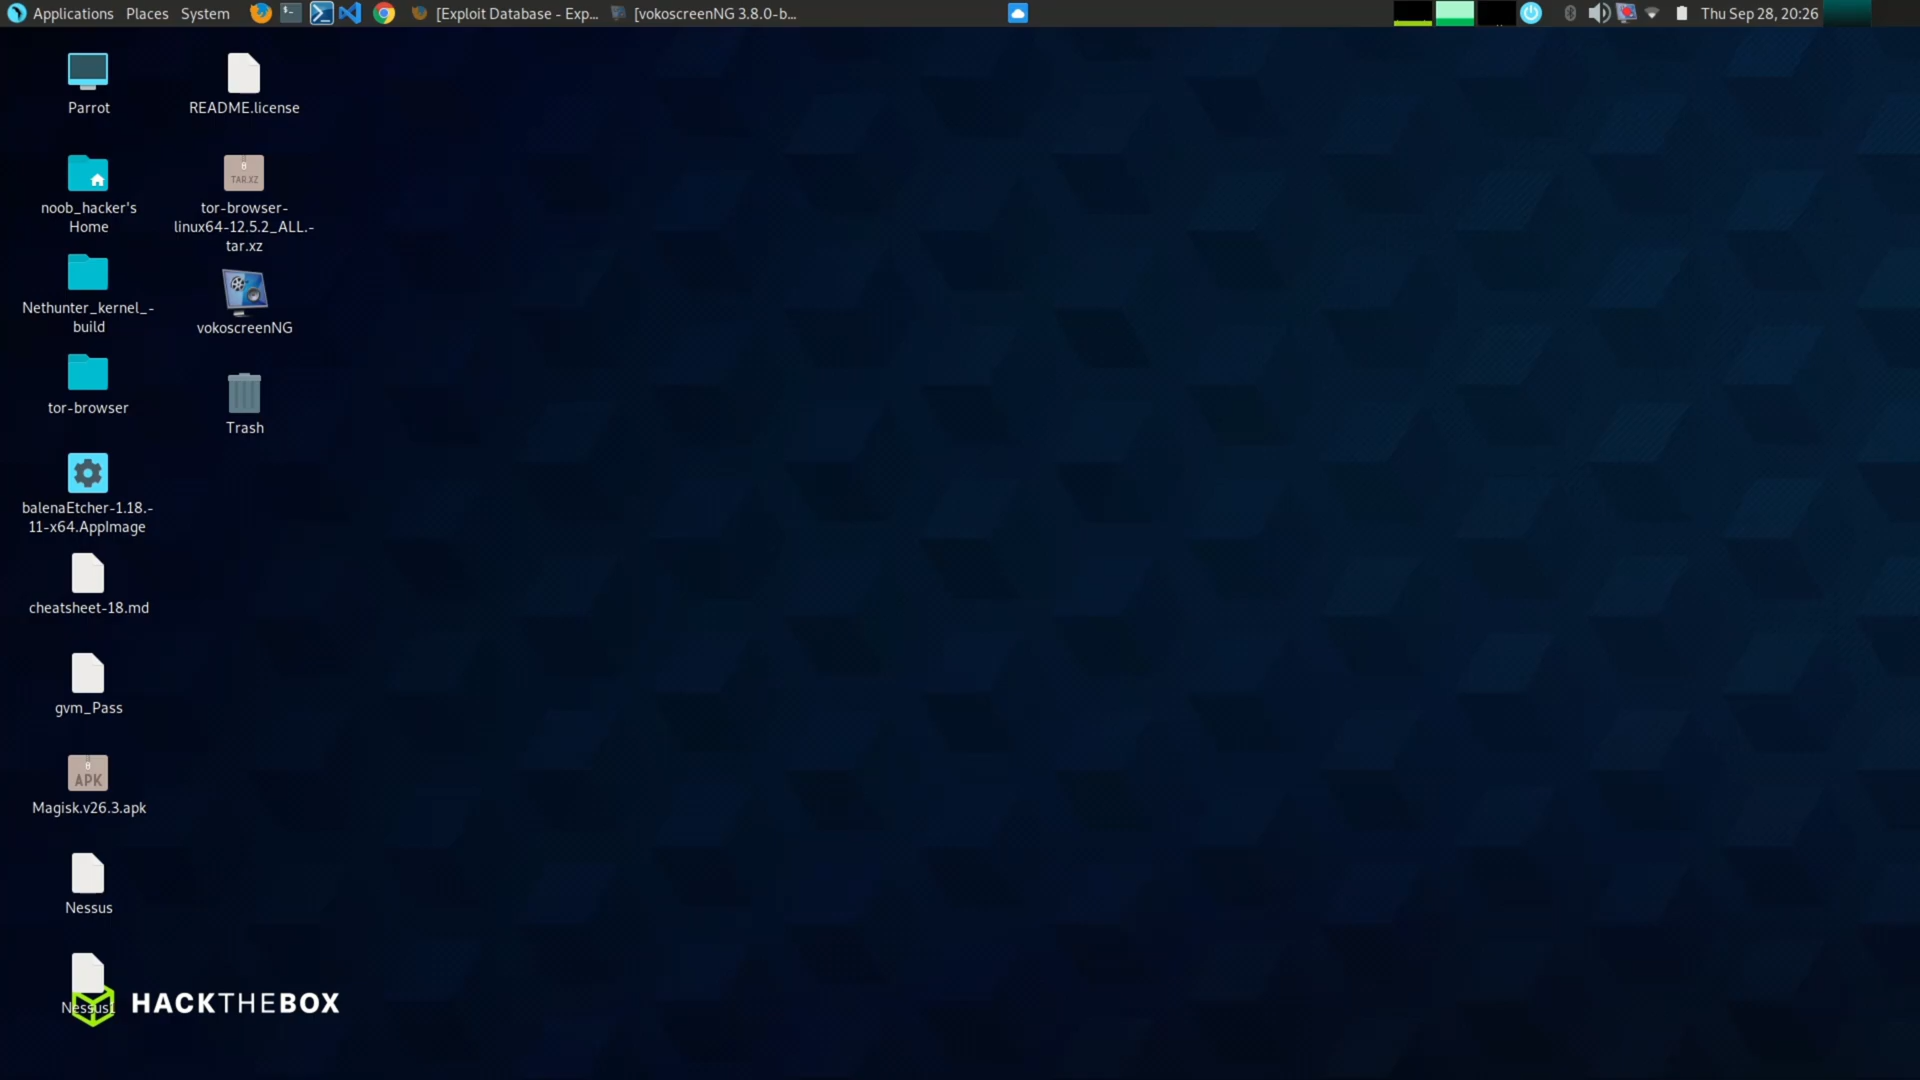 Applications Places System [Exploit Database - Exp... [vokoscreenNG 3.8.0-b... Thu Sep 28, 20:26
Parrot
README.license
noob_hacker's
Home
TAR.XZ
tor-browser-
linux64-12.5.2_ALL.-
tar.xz
Nethunter_kernel_-
build
vokoscreenNG
tor-browser
Trash
balenaEtcher-1.18.-
11-x64.AppImage
cheatsheet-18.md
gvm_Pass
APK
Magisk.v26.3.apk
Nessus
Nessus1
HACKTHEBOX